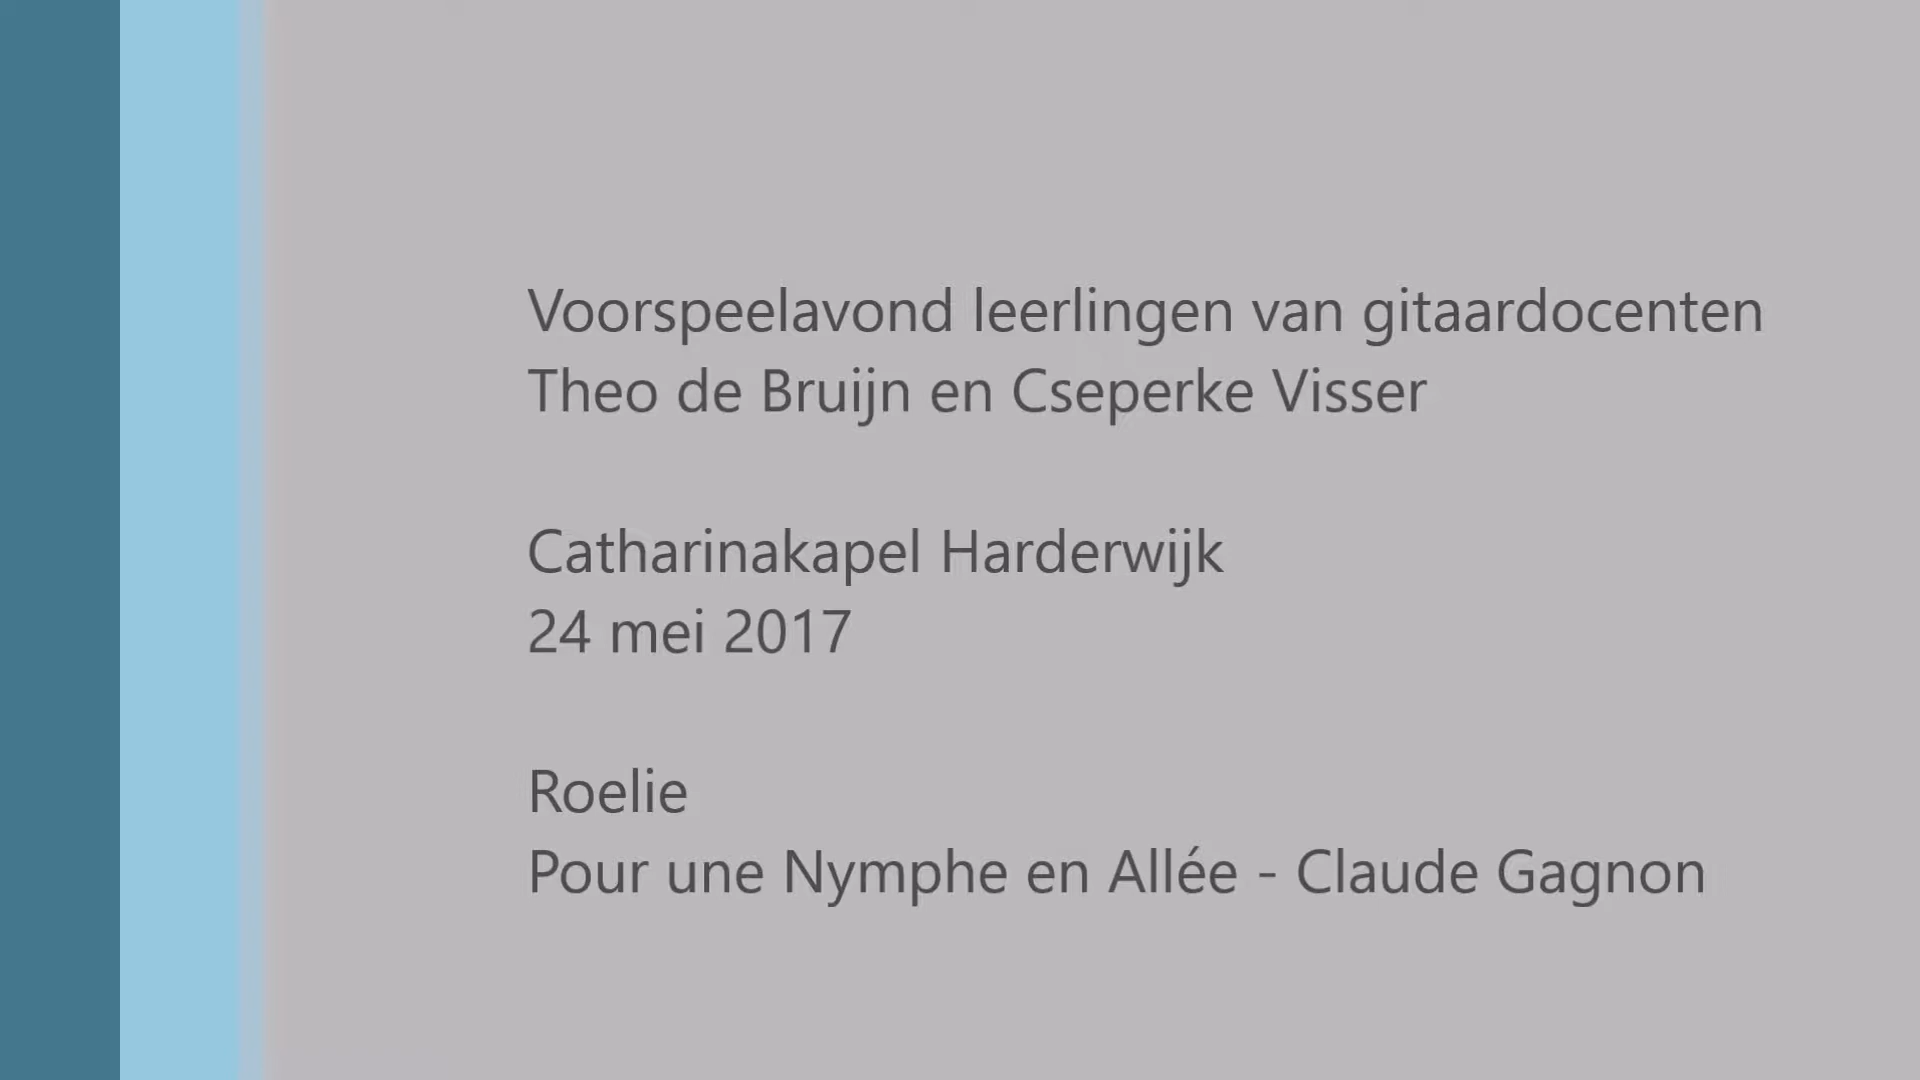 Voorspeelavond leerlingen van gitaardocenten
Theo de Bruijn en Cseperke Visser
Catharinakapel Harderwijk
24 mei 2017
Roelie
Pour une Nymphe en Allée - Claude Gagnon